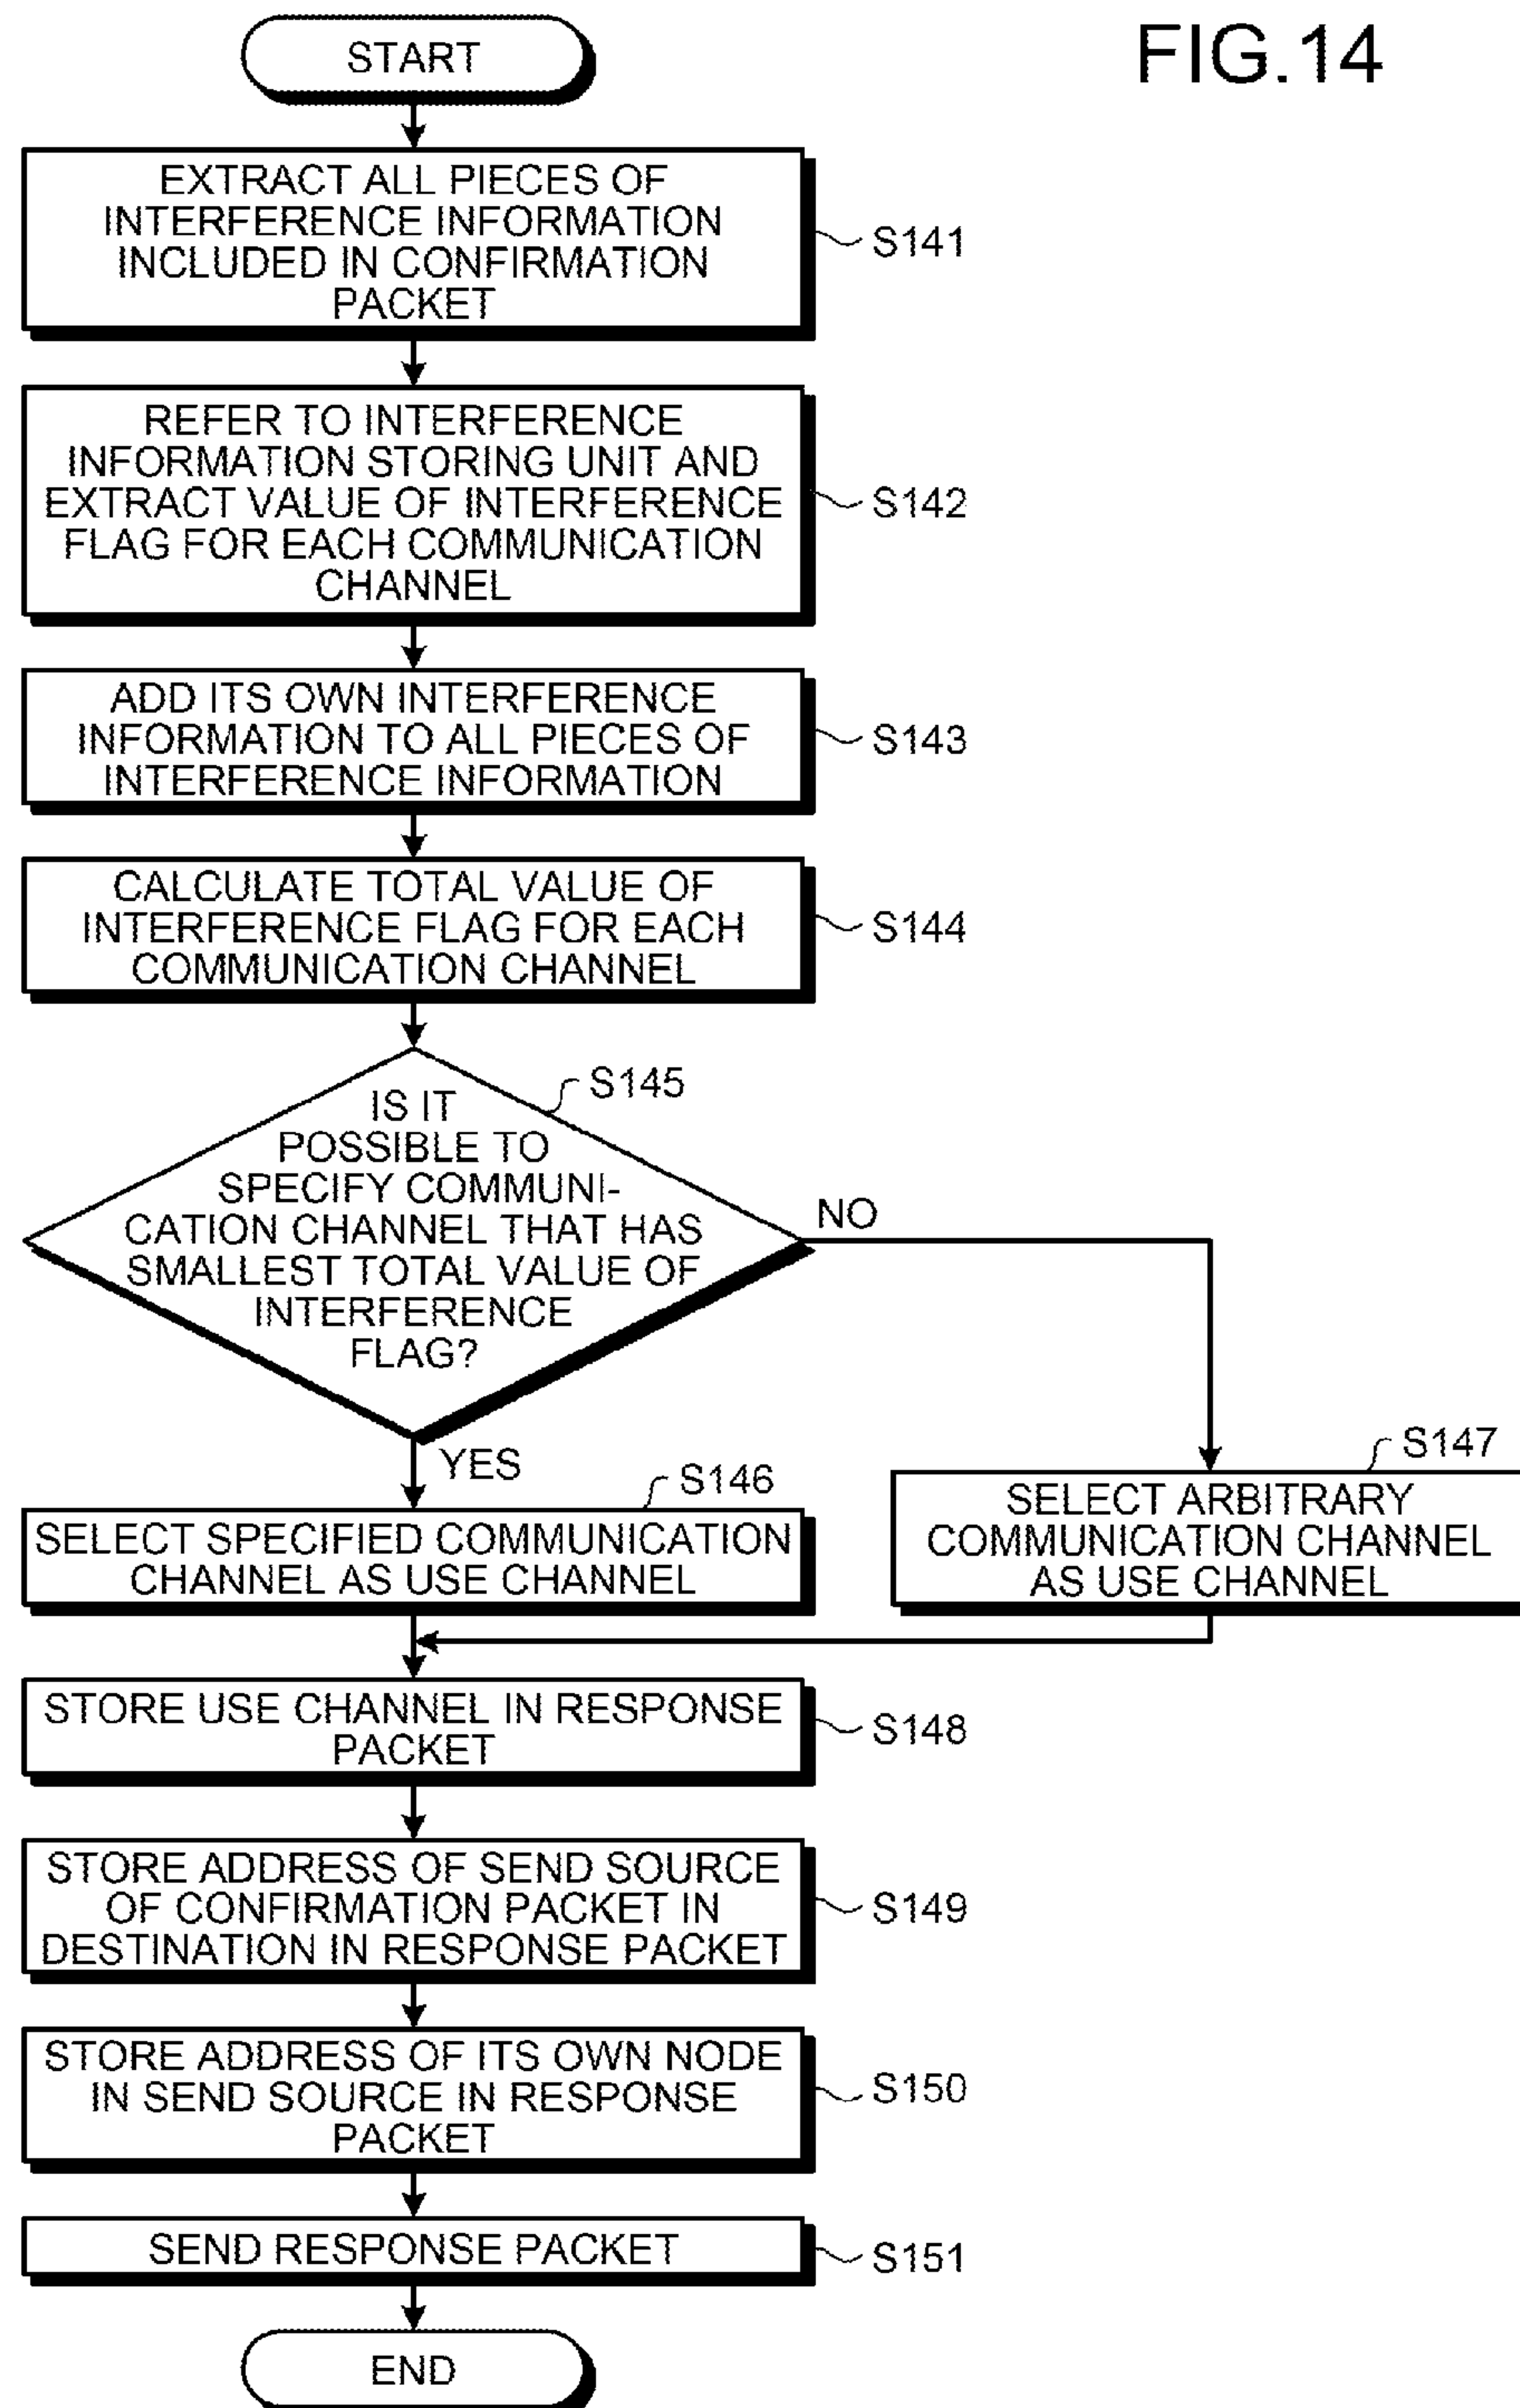 FIG.14
START
EXTRACT ALL PIECES OF
INTERFERENCE INFORMATION
INCLUDED IN CONFIRMATION
PACKET
S141
REFER TO INTERFERENCE
INFORMATION STORING UNIT AND
EXTRACT VALUE OF INTERFERENCE
FLAG FOR EACH COMMUNICATION
CHANNEL
S142
ADD ITS OWN INTERFERENCE
INFORMATION TO ALL PIECES OF
INTERFERENCE INFORMATION
S143
CALCULATE TOTAL VALUE OF
INTERFERENCE FLAG FOR EACH
COMMUNICATION CHANNEL
S144
S145
IS IT
POSSIBLE TO
SPECIFY COMMUNI-
CATION CHANNEL THAT HAS
SMALLEST TOTAL VALUE OF
INTERFERENCE
FLAG?
NO
YES
S146
SELECT SPECIFIED COMMUNICATION
CHANNEL AS USE CHANNEL
S147
SELECT ARBITRARY
COMMUNICATION CHANNEL
AS USE CHANNEL
STORE USE CHANNEL IN RESPONSE
PACKET
S148
STORE ADDRESS OF SEND SOURCE
OF CONFIRMATION PACKET IN
DESTINATION IN RESPONSE PACKET
S149
STORE ADDRESS OF ITS OWN NODE
IN SEND SOURCE IN RESPONSE
PACKET
S150
SEND RESPONSE PACKET
S151
END